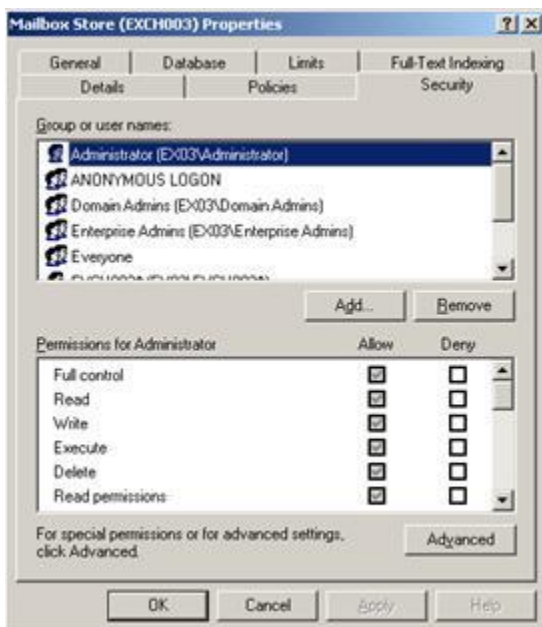 Mailbox Store (EXCH003) Properties
General Database Limits Full-Text Indexing
Details Policies Security
Group or user names:
Administrator (EX03\Administrator)
ANONYMOUS LOGON
Domain Admins (EX03\Domain Admins)
Enterprise Admins (EX03\Enterprise Admins)
Everyone
Add... Remove
Permissions for Administrator Allow Deny
Full control
Read
Write
Execute
Delete
Read permissions
For special permissions or for advanced settings,
click Advanced.
Advanced
OK Cancel Apply Help